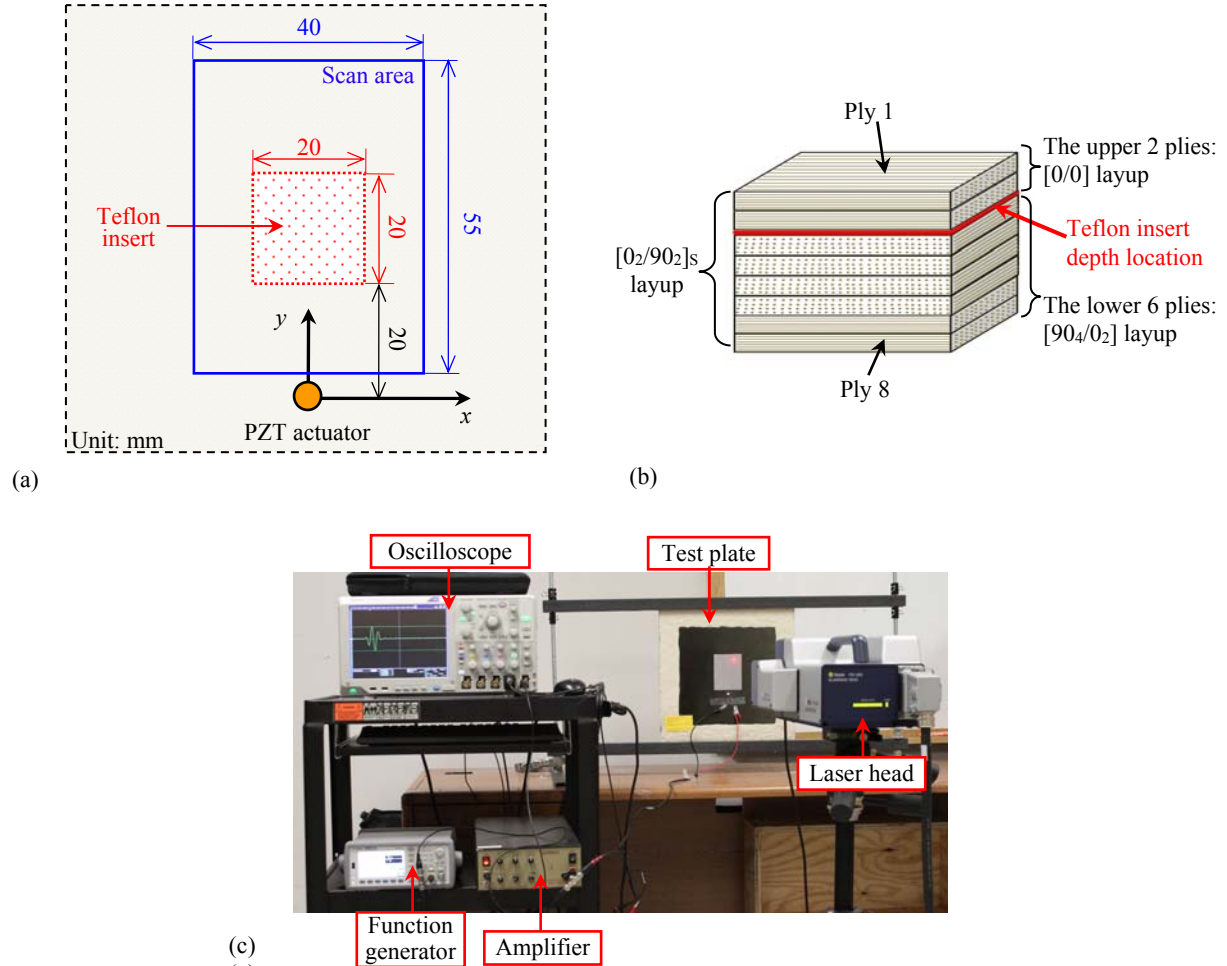 40
Scan area
20
Teflon
insert
20
55
y
20
x
PZT actuator
Unit: mm
(a)
Ply 1
The upper 2 plies:
[0/0] layup
Teflon insert
depth location
[0₂/90₂]s
layup
The lower 6 plies:
[90₄/0₂] layup
Ply 8
(b)
Oscilloscope
Test plate
Laser head
Function
generator
Amplifier
(c)